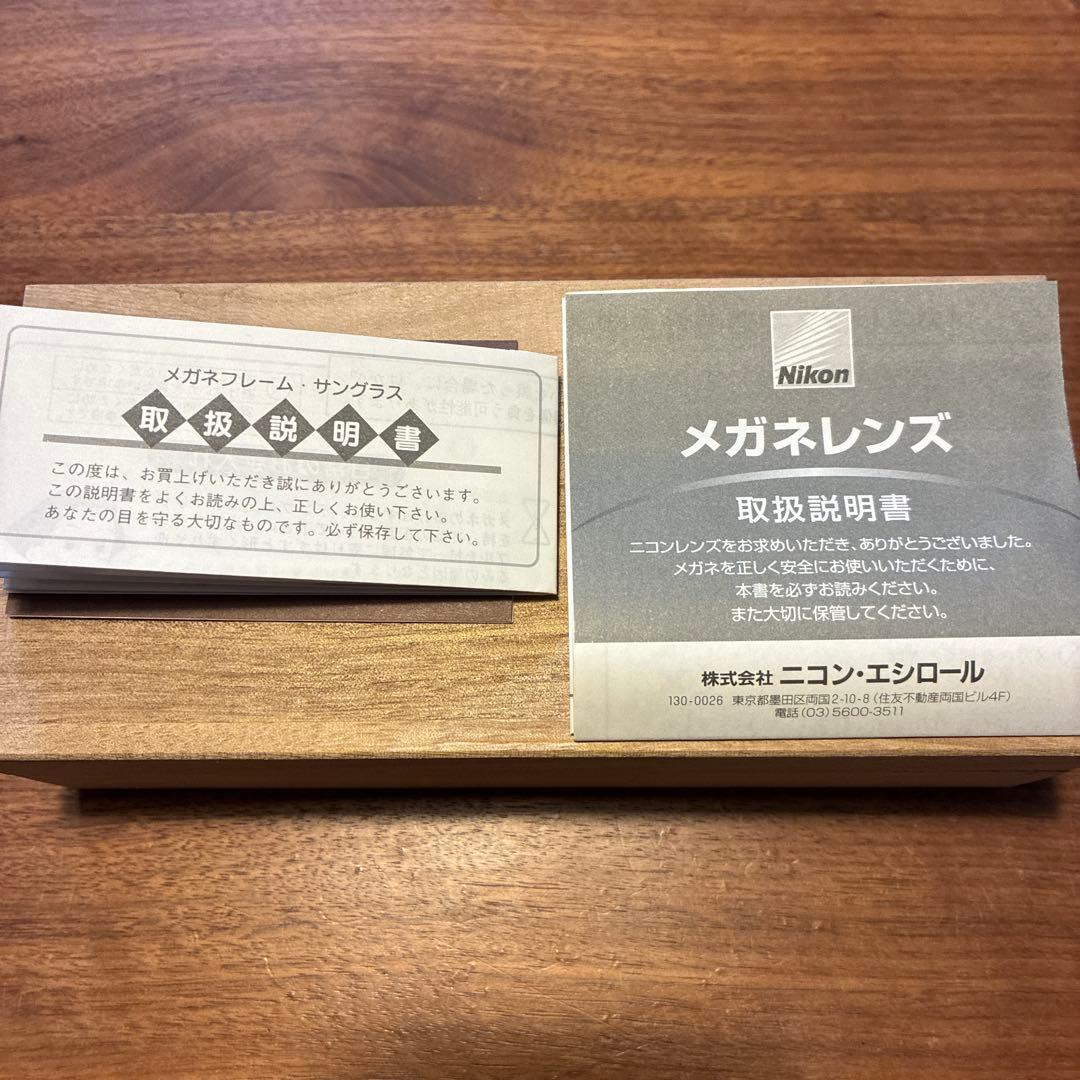 メガネフレーム・サングラス
取扱説明書
この度は、お買上げいただき誠にありがとうございます。
この説明書をよくお読みの上、正しくお使い下さい。
あなたの目を守る大切なものです。必ず保存して下さい。
Nikon
メガネレンズ
取扱説明書
ニコンレンズをお求めいただき、ありがとうございました。
メガネを正しく安全にお使いいただくために、
本書を必ずお読みください。
また大切に保管してください。
株式会社 ニコン・エシロール
130-0026 東京都墨田区両国2-10-8(住友不動産両国ビル4F)
電話(03)5600-3511